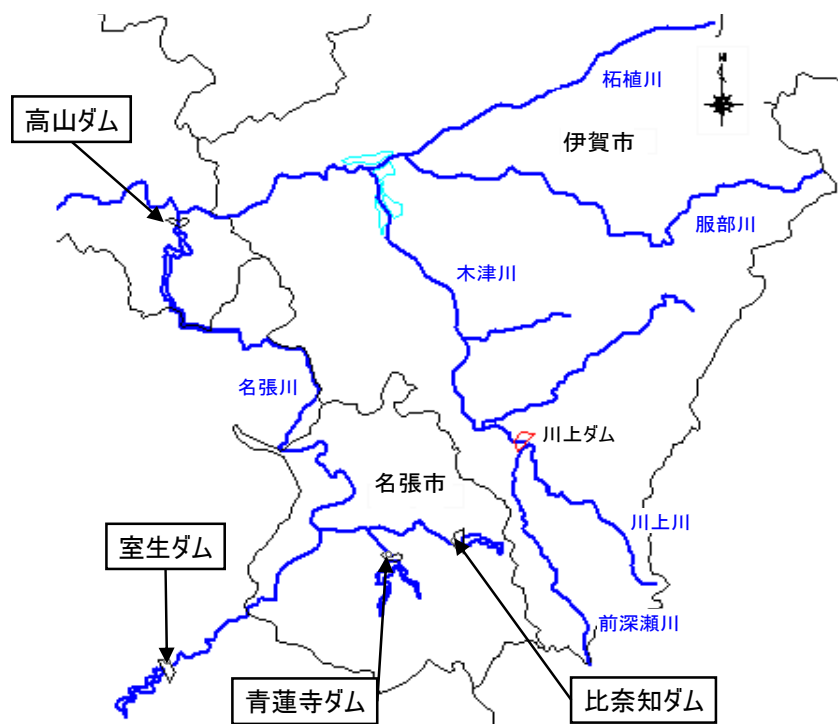 柘植川
高山ダム
伊賀市
服部川
木津川
名張川
川上ダム
名張市
川上川
室生ダム
前深瀬川
青蓮寺ダム
比奈知ダム